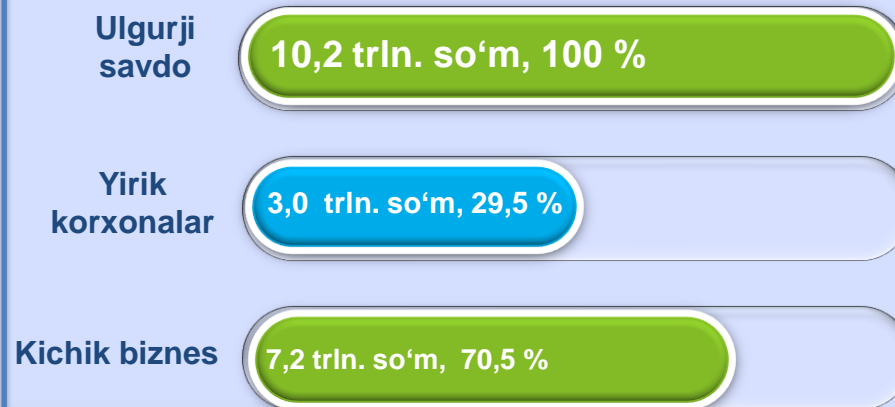 Ulgurji
savdo
10,2 trln. so‘m, 100 %
Yirik
korxonalar
3,0 trln. so‘m, 29,5 %
Kichik biznes
7,2 trln. so‘m, 70,5 %